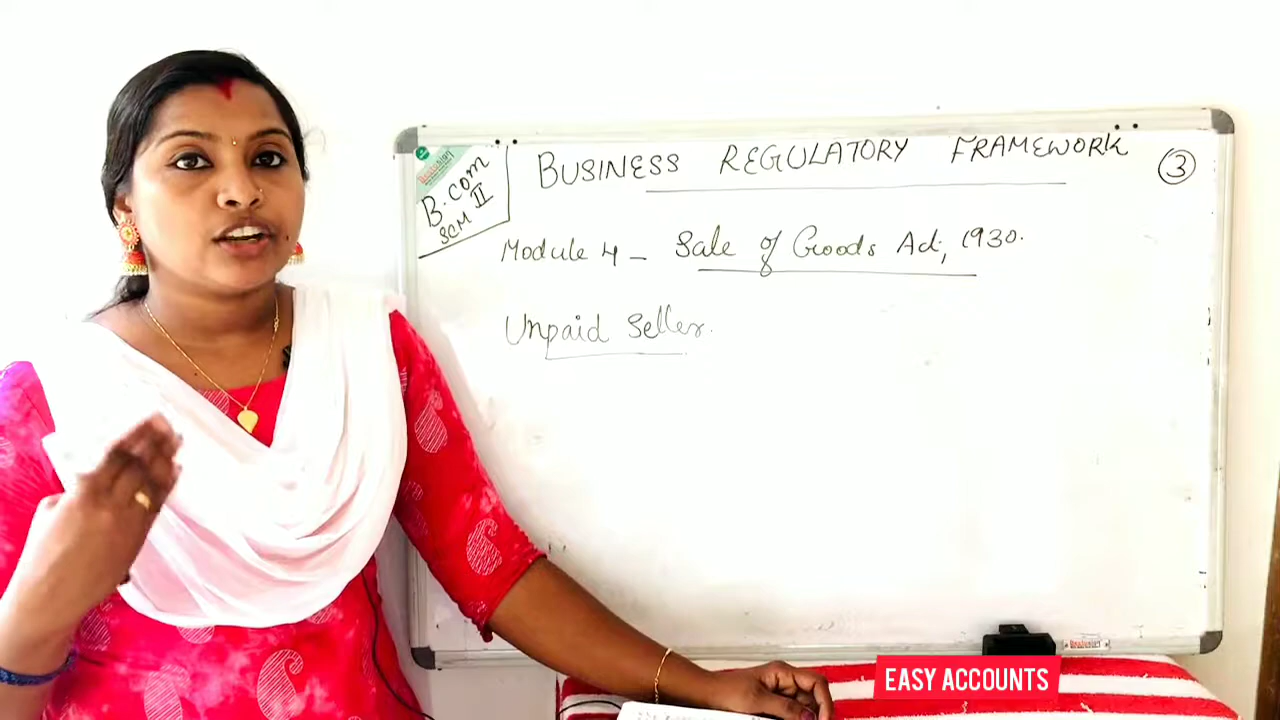 BUSINESS REGULATORY FRAMEWORK
3
B.com
SEM II
Module 4 - Sale of Goods Act, 1930.
Unpaid Seller.
EASY ACCOUNTS